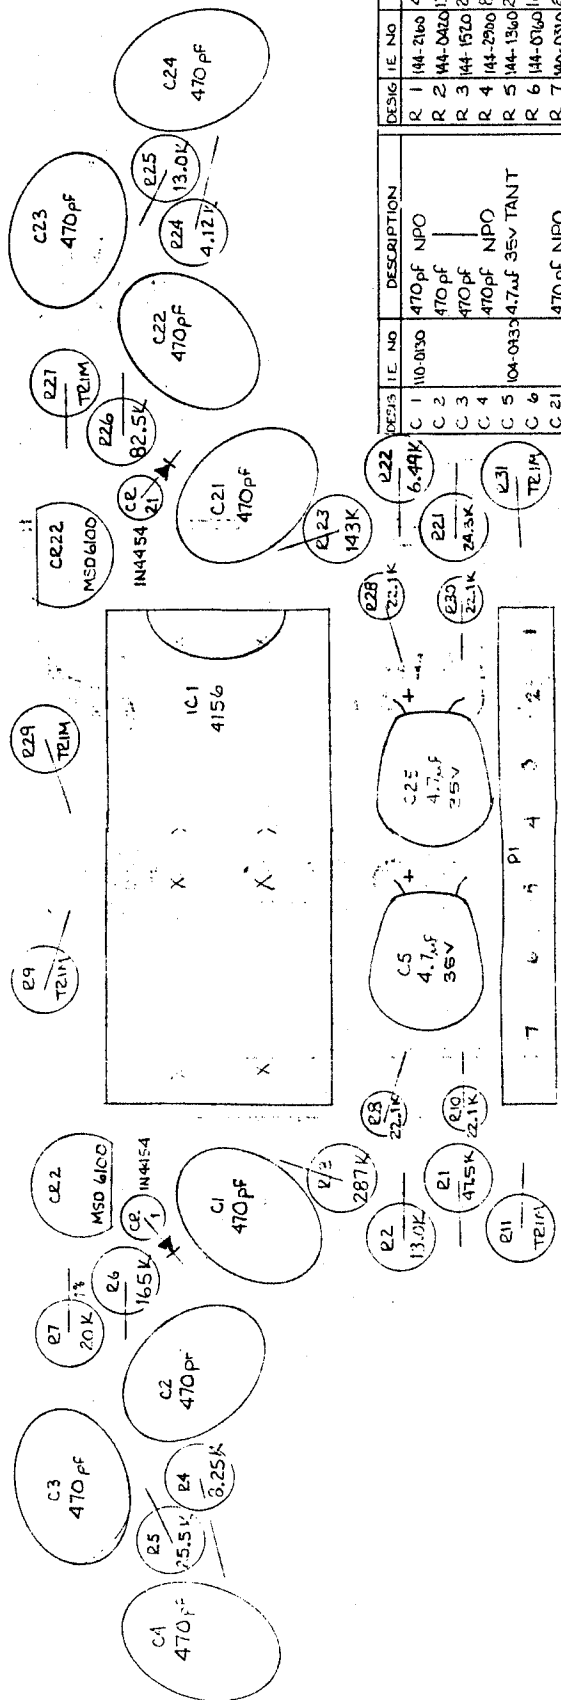 C4
470pF
C3
470pF
R5
25.5K
R4
C2
470pF
R7
20K
1%
R6
165K
CR2
MSD 6100
CR
1
1N4454
C1
470pF
R3
287K
R2
13.0K
R1
47.5K
R11
TRIM
R8
22.1K
R10
22.1K
R9
TRIM
R29
TRIM
IC1
4156
X
X
X
C5
4.7uf
35V
+
C25
4.7uf
35V
+
P1
7 6 5 4 3 2 1
CR22
MSD6100
CR
21
1N4454
R27
TRIM
R26
82.5K
C21
470pF
R23
143K
R28
22.1K
R30
22.1K
R22
6.49K
R21
24.3K
R31
TRIM
C22
470pF
C23
470pF
R25
13.0K
R24
4.12K
C24
470pF
DESIG IE NO DESCRIPTION
C 1 110-0130 470pf NPO
C 2 470pf
C 3 470pf
C 4 470pf NPO
C 5 104-0730 4.7uf 35v TANT
C 6
C 21 470pf NPO
DESIG IE NO
R 1 144-2160
R 2 144-0420
R 3 144-1520
R 4 144-2900
R 5 144-1360
R 6 144-0760
R 7